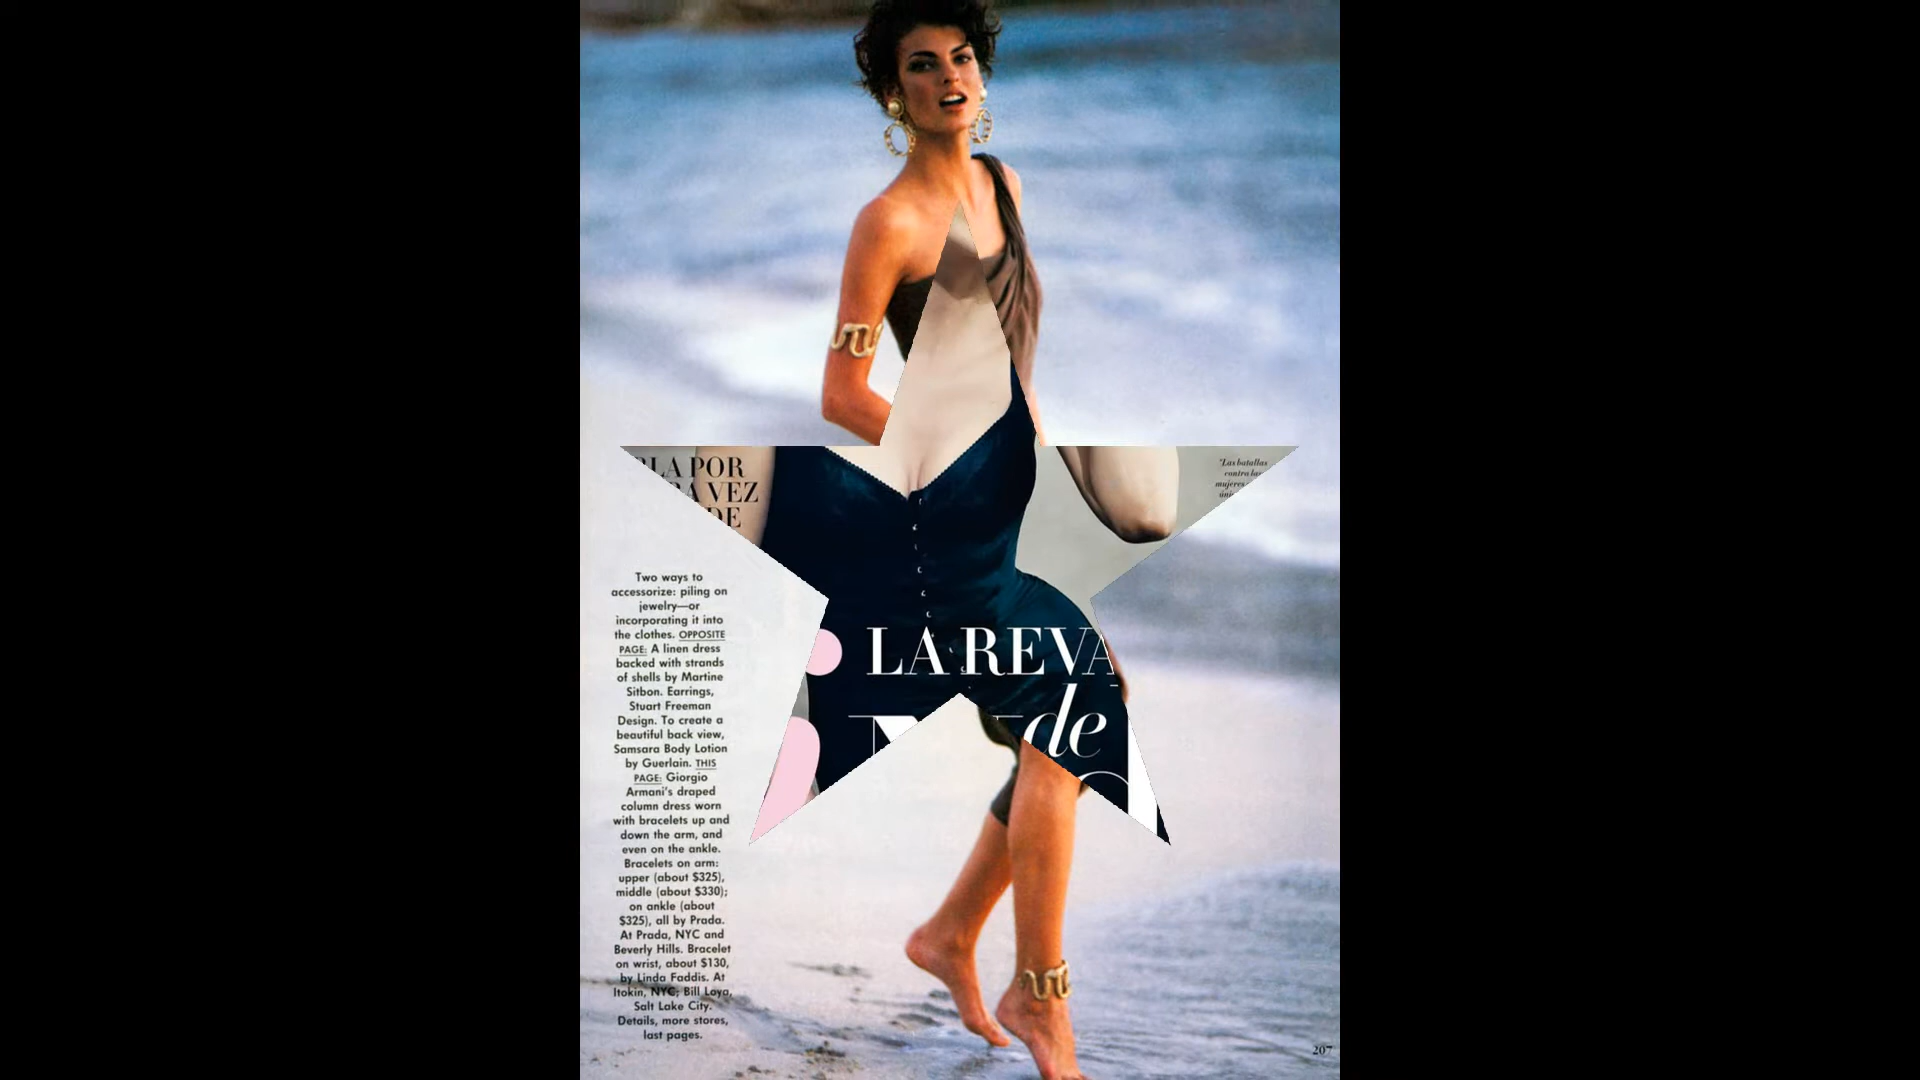 LA POR
A VEZ
DE
"Las batallas
contra las
mujeres
LA REVA
de
Two ways to
accessorize: piling on
jewelry—or
incorporating it into
the clothes. OPPOSITE
PAGE: A linen dress
backed with strands
of shells by Martine
Sitbon. Earrings,
Stuart Freeman
Design. To create a
beautiful back view,
Samsara Body Lotion
by Guerlain. THIS
PAGE: Giorgio
Armani's draped
column dress worn
with bracelets up and
down the arm, and
even on the ankle.
Bracelets on arm:
upper (about $325),
middle (about $330);
on ankle (about
$325), all by Prada.
At Prada, NYC and
Beverly Hills. Bracelet
on wrist, about $130,
by Linda Faddis. At
Itokin, NYC; Bill Loya,
Salt Lake City.
Details, more stores,
last pages.
207